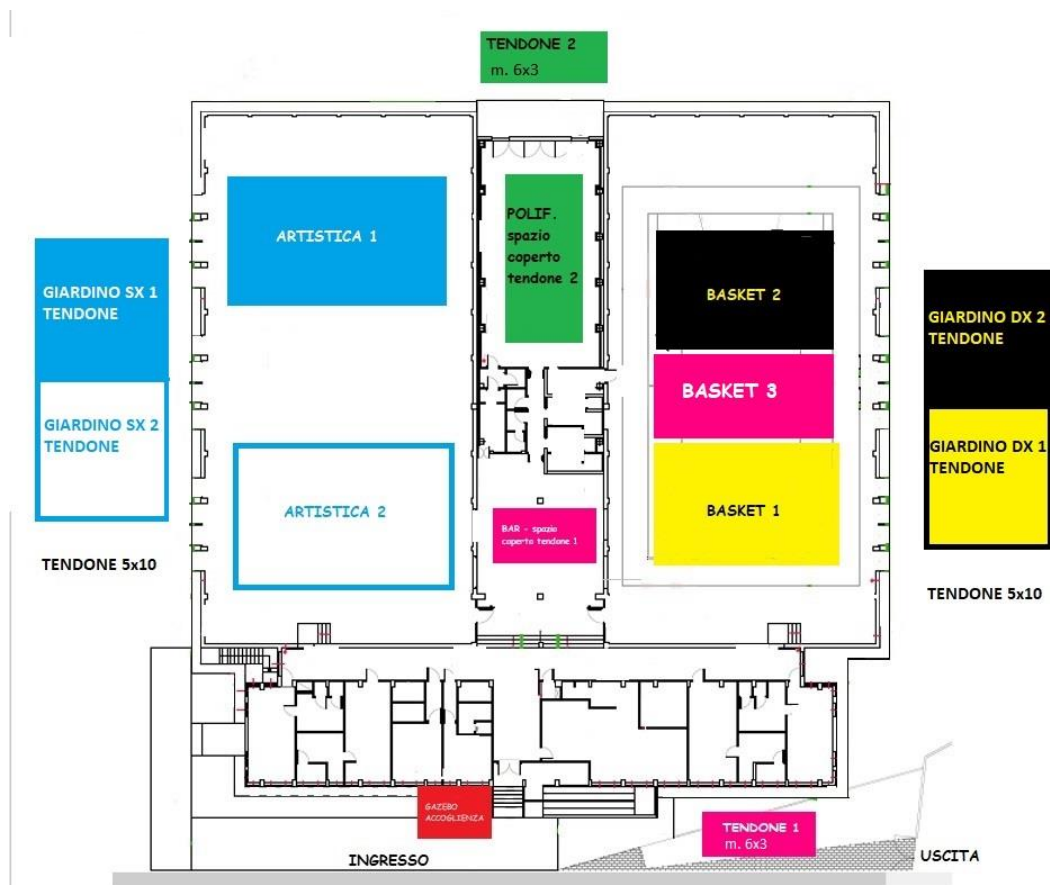 TENDONE 2
m. 6x3
ARTISTICA 1
POLIF.
spazio
coperto
tendone 2
BASKET 2
GIARDINO SX 1
TENDONE
GIARDINO DX 2
TENDONE
BASKET 3
GIARDINO SX 2
TENDONE
GIARDINO DX 1
TENDONE
ARTISTICA 2
BAR - spazio
coperto tendone 1
BASKET 1
TENDONE 5x10
TENDONE 5x10
GAZEBO
ACCOGLIENZA
TENDONE 1
m. 6x3
INGRESSO
USCITA